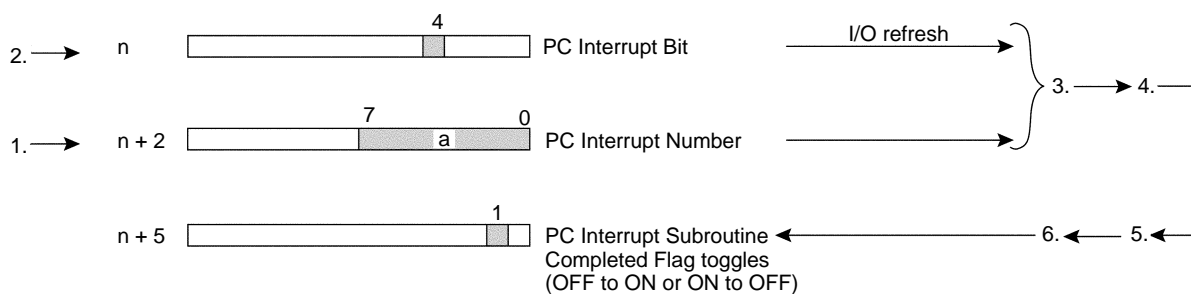 4
2. n PC Interrupt Bit I/O refresh
3. 4.
7 0
1. n + 2 a PC Interrupt Number
1
n + 5 PC Interrupt Subroutine 6. 5.
Completed Flag toggles
(OFF to ON or ON to OFF)